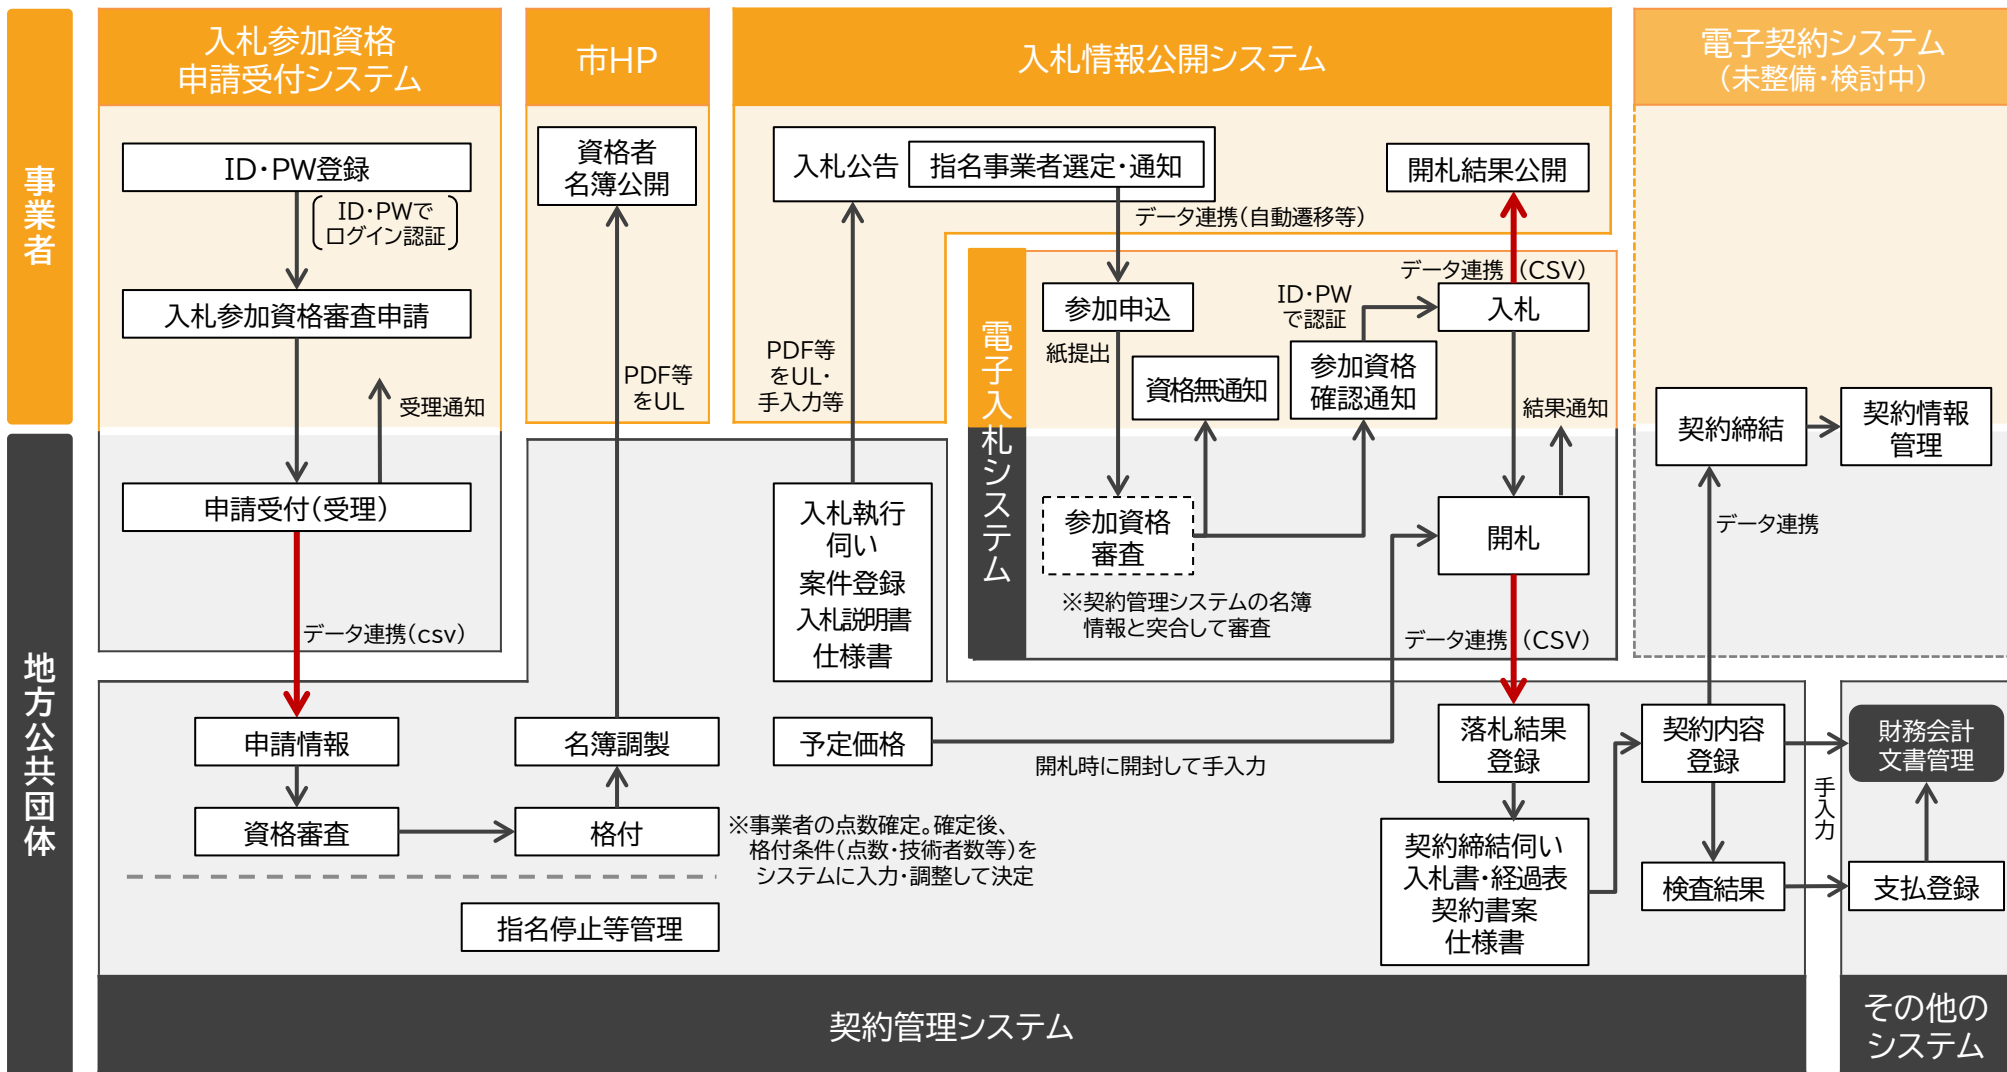 入札参加資格
申請受付システム
市HP
入札情報公開システム
電子契約システム
（未整備・検討中）
事業者
ID・PW登録
ID・PWで
ログイン認証
入札参加資格審査申請
受理通知
申請受付（受理）
データ連携（csv）
資格者
名簿公開
PDF等
をUL
入札公告
指名事業者選定・通知
開札結果公開
データ連携（自動遷移等）
PDF等
をUL・
手入力等
電子入札システム
参加申込
紙提出
資格無通知
ID・PW
で認証
参加資格
確認通知
データ連携（CSV）
入札
結果通知
参加資格
審査
※契約管理システムの名簿
情報と突合して審査
開札
データ連携（CSV）
契約締結
契約情報
管理
データ連携
地方公共団体
入札執行
伺い
案件登録
入札説明書
仕様書
申請情報
資格審査
名簿調製
格付
※事業者の点数確定。確定後、
格付条件（点数・技術者数等）を
システムに入力・調整して決定
指名停止等管理
予定価格
開札時に開封して手入力
落札結果
登録
契約締結伺い
入札書・経過表
契約書案
仕様書
契約内容
登録
検査結果
手入力
財務会計
文書管理
支払登録
契約管理システム
その他の
システム